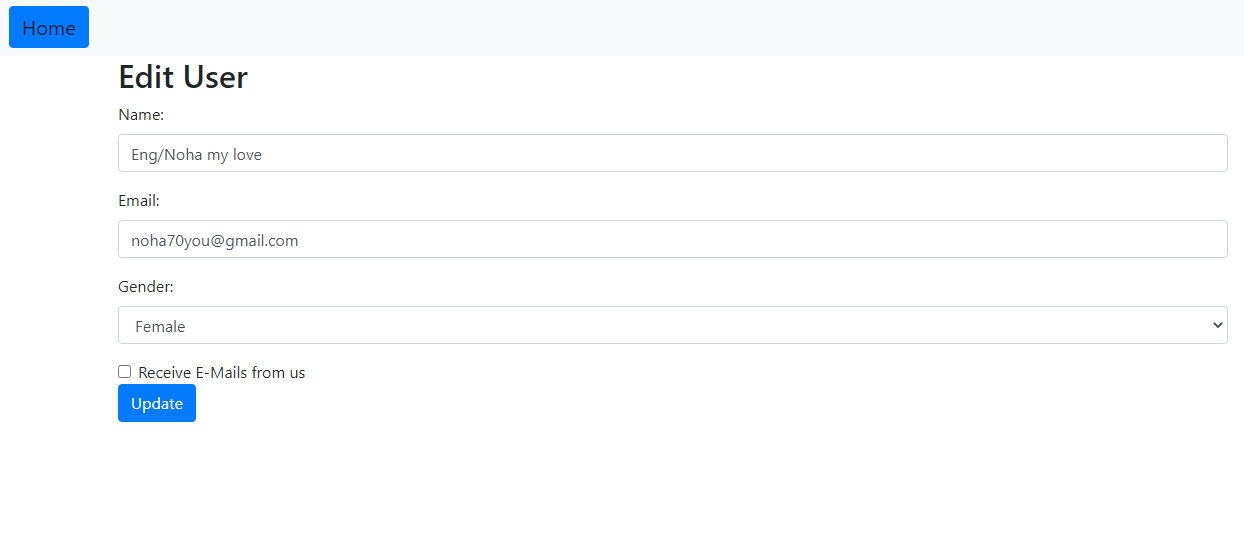 Home
Edit User
Name:
Eng/Noha my love
Email:
noha70you@gmail.com
Gender:
Female
Receive E-Mails from us
Update